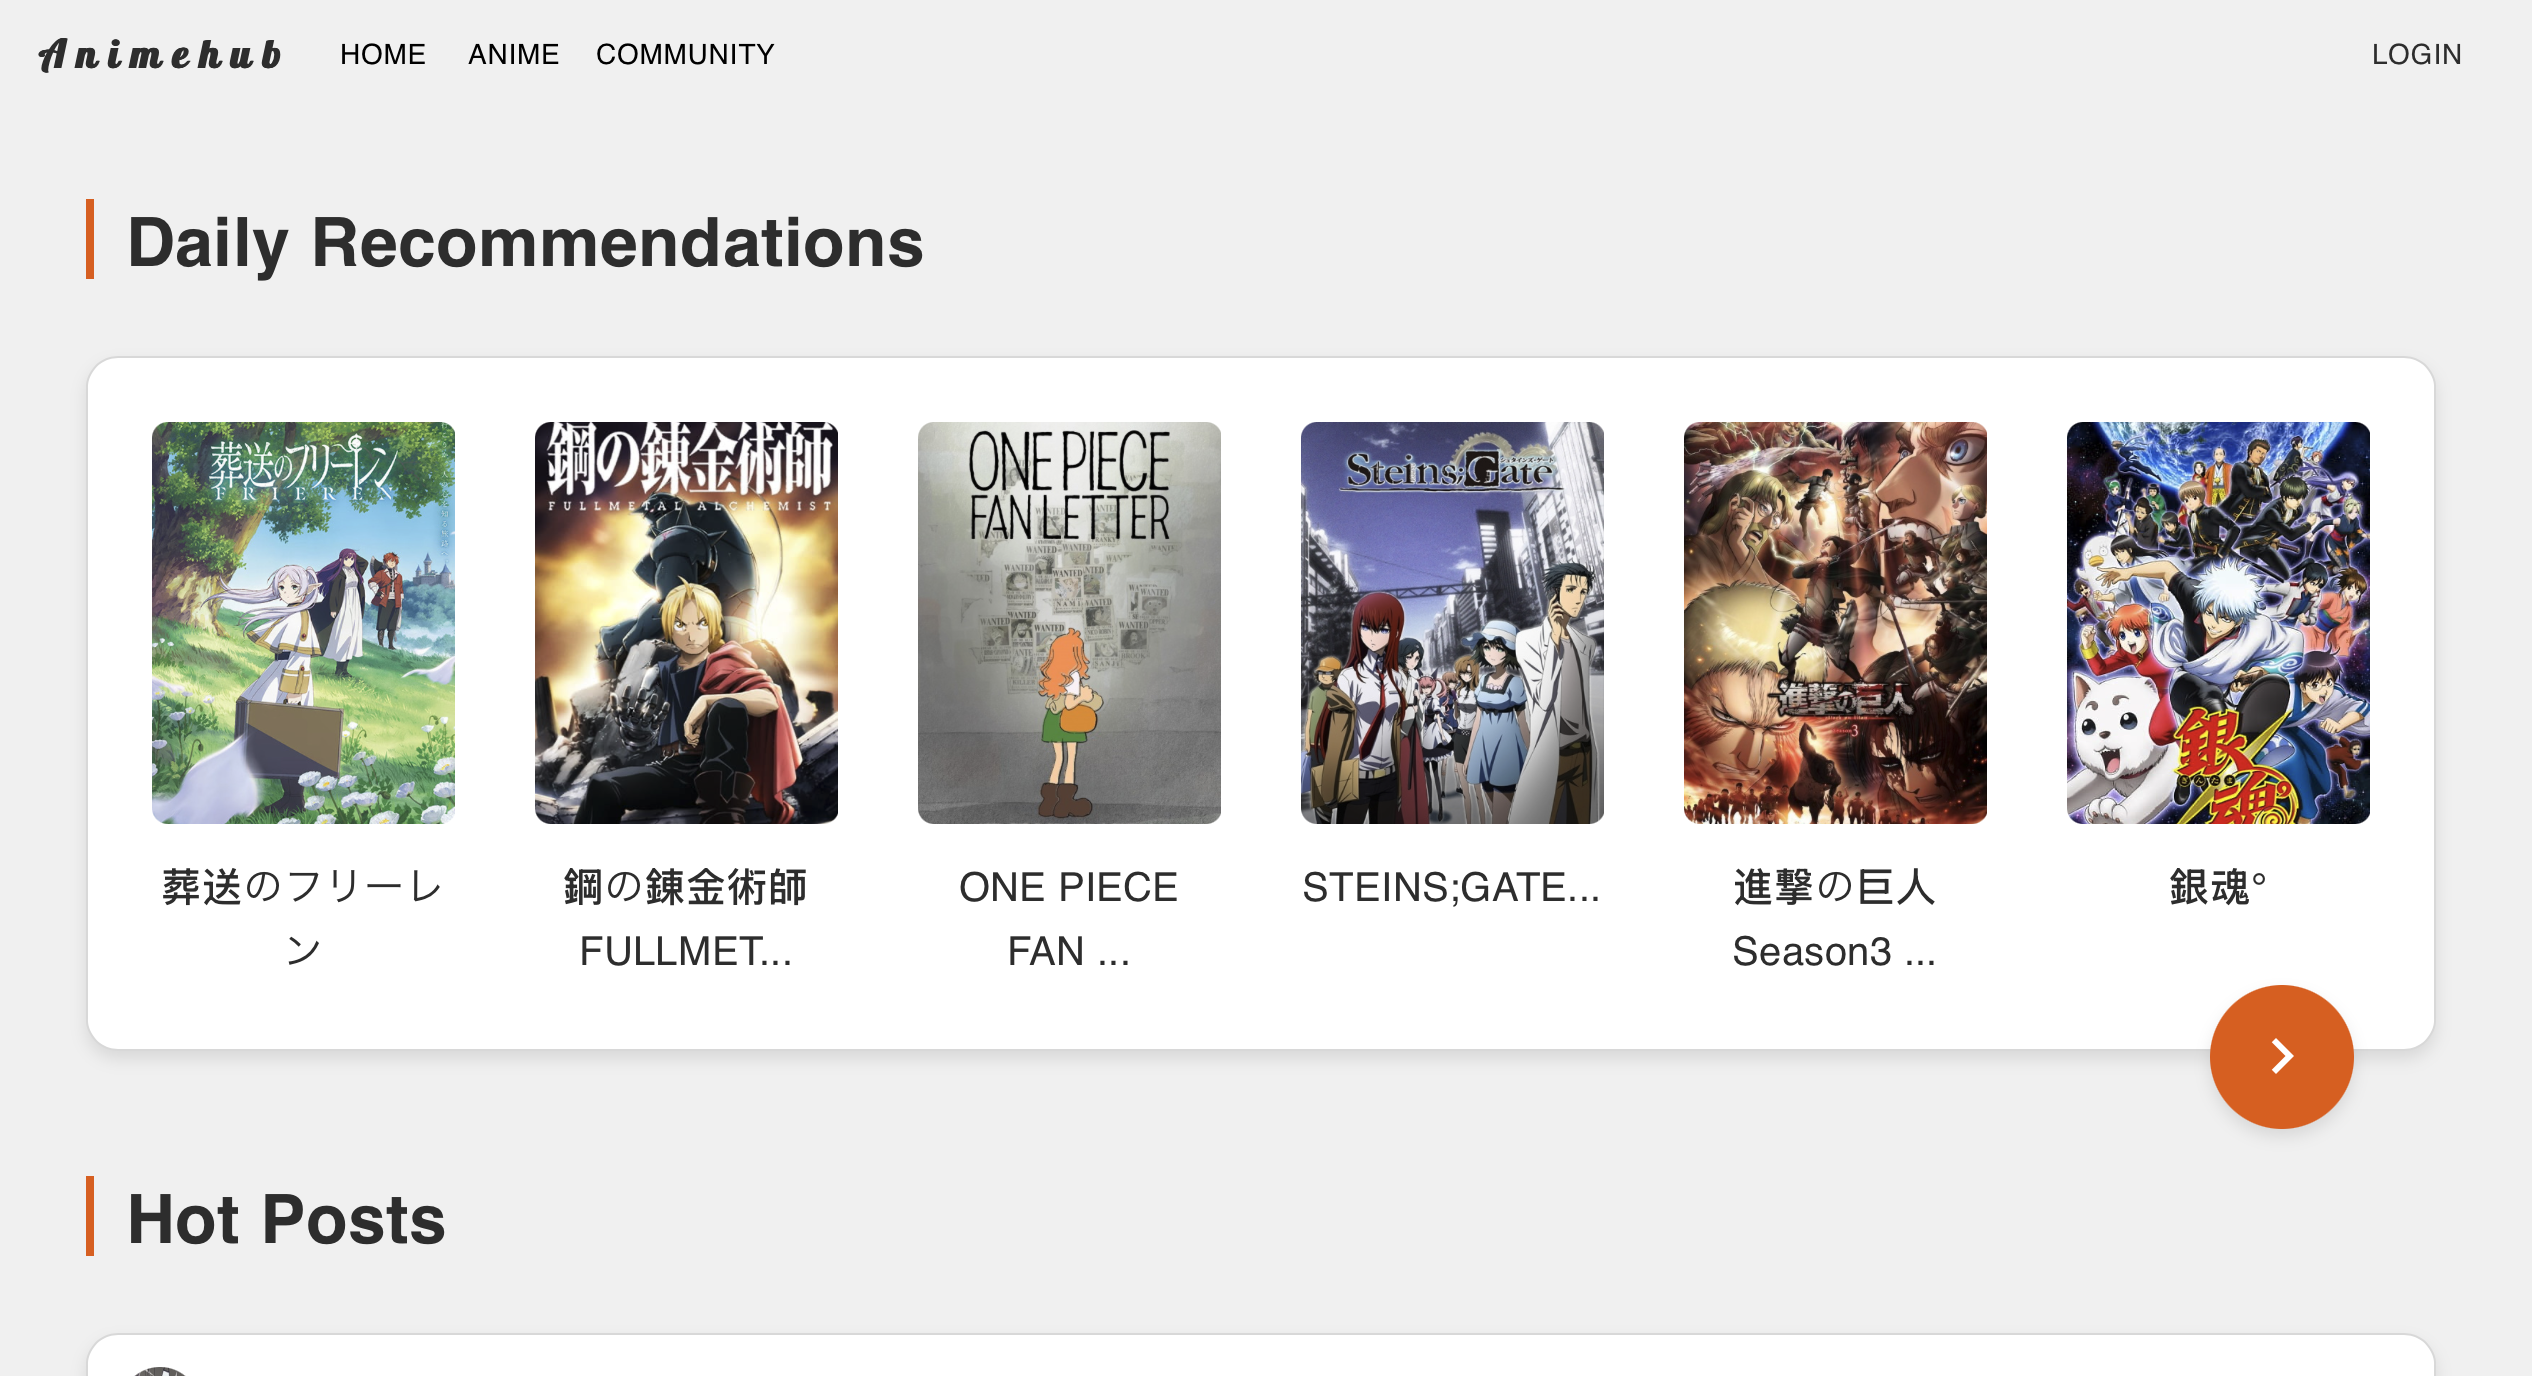 Animehub HOME ANIME COMMUNITY LOGIN
Daily Recommendations
葬送のフリーレン
FRIEREN
鋼の錬金術師
FULLMETAL ALCHEMIST
ONE PIECE
FAN LETTER
WANTED
Steins;Gate
進撃の巨人
銀魂°
葬送のフリーレ
ン
鋼の錬金術師
FULLMET...
ONE PIECE
FAN ...
STEINS;GATE...
進撃の巨人
Season3 ...
銀魂°
Hot Posts